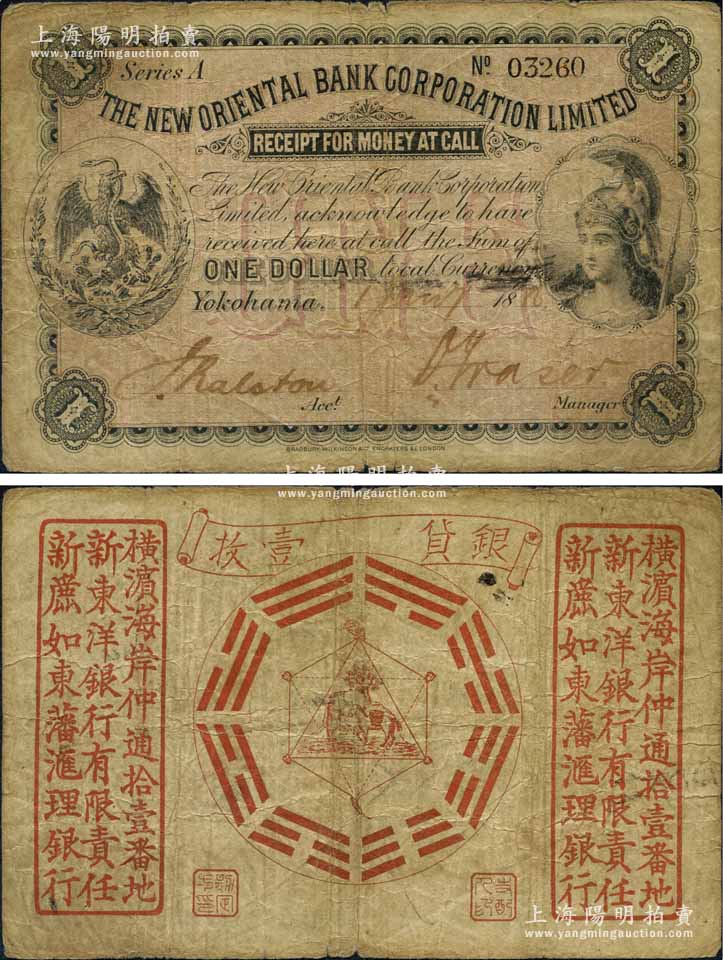 上海陽明拍賣
www.yangmingauction.com
Series A
Nº 03260
THE NEW ORIENTAL BANK CORPORATION LIMITED
RECEIPT FOR MONEY AT CALL
The New Oriental Bank Corporation
Limited, acknowledge to have
received here at call the Sum of
ONE DOLLAR local Currency
Yokohama. 18
J Ralston
Fraser
Acct.
Manager
BRADBURY, WILKINSON & Co. ENGRAVERS &c. LONDON.
上海陽明拍賣
www.yangmingauction.com
銀貨 壹枚
橫濱海岸仲通拾壹番地
新東洋銀行有限責任
新麃如東藩滙理銀行
橫濱海岸仲通拾壹番地
新東洋銀行有限責任
新麃如東藩滙理銀行
上海陽明拍賣
www.yangmingauction.com